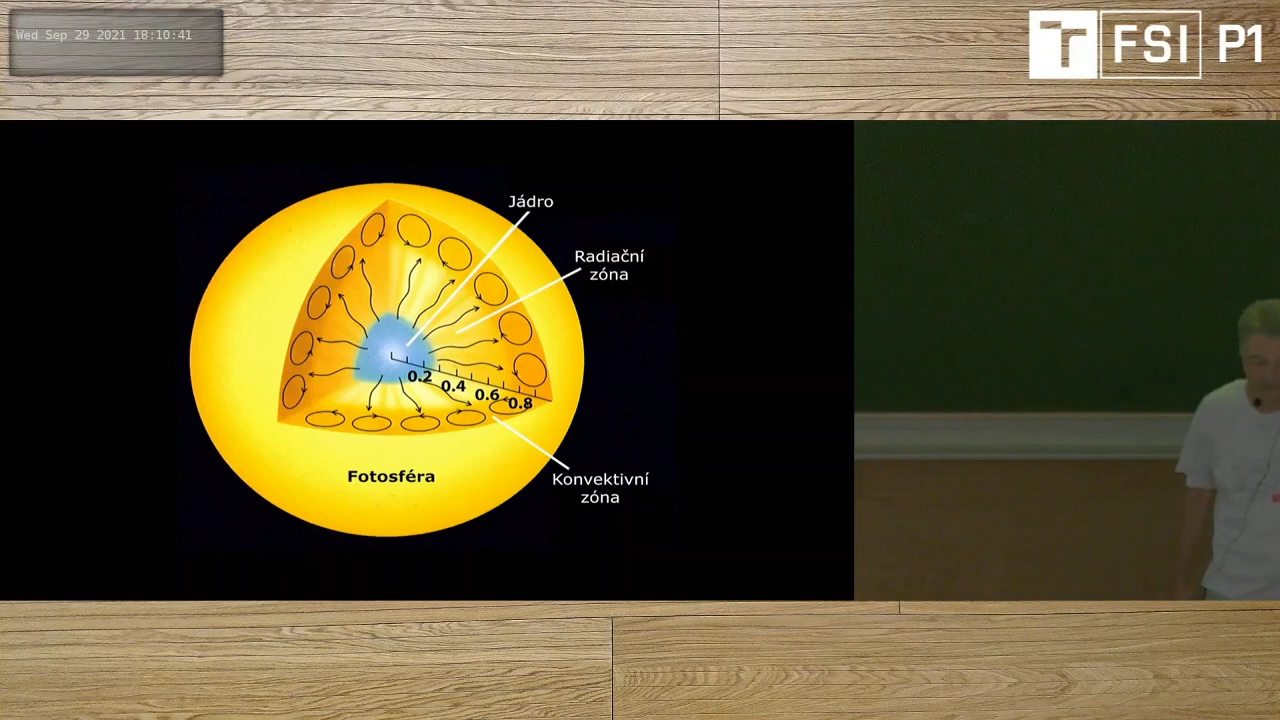 Wed Sep 29 2021 18:10:41
T FSI P1
Jádro
Radiační
zóna
0.2
0.4
0.6
0.8
Fotosféra
Konvektivní
zóna